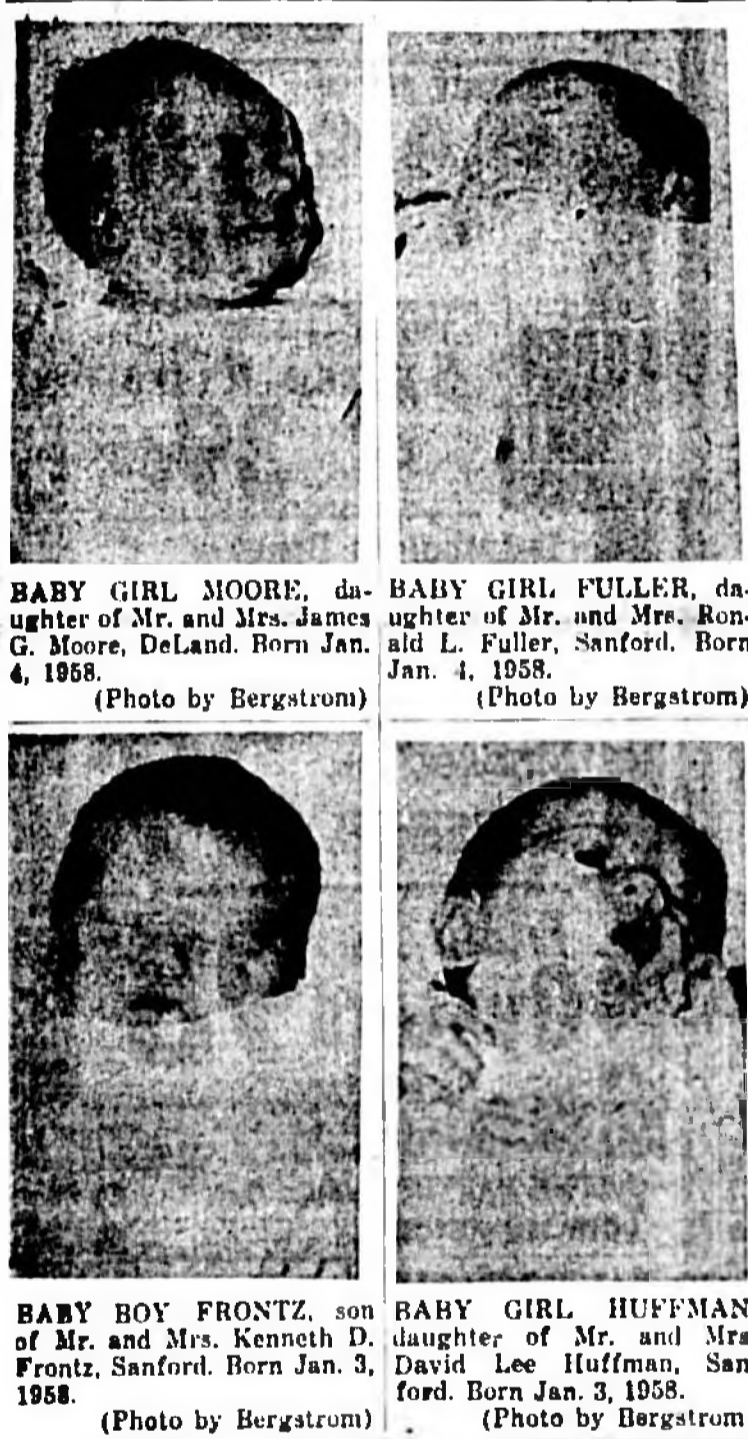 BABY GIRL MOORE, da-
ughter of Mr. and Mrs. James
G. Moore, DeLand. Born Jan.
4, 1958.
(Photo by Bergstrom)
BABY GIRL FULLER, da-
ughter of Mr. and Mrs. Ron-
ald L. Fuller, Sanford. Born
Jan. 4, 1958.
(Photo by Bergstrom)
BABY BOY FRONTZ, son
of Mr. and Mrs. Kenneth D.
Frontz, Sanford. Born Jan. 3,
1958.
(Photo by Bergstrom)
BABY GIRL HUFFMAN
daughter of Mr. and Mrs
David Lee Huffman, San
ford. Born Jan. 3, 1958.
(Photo by Bergstrom